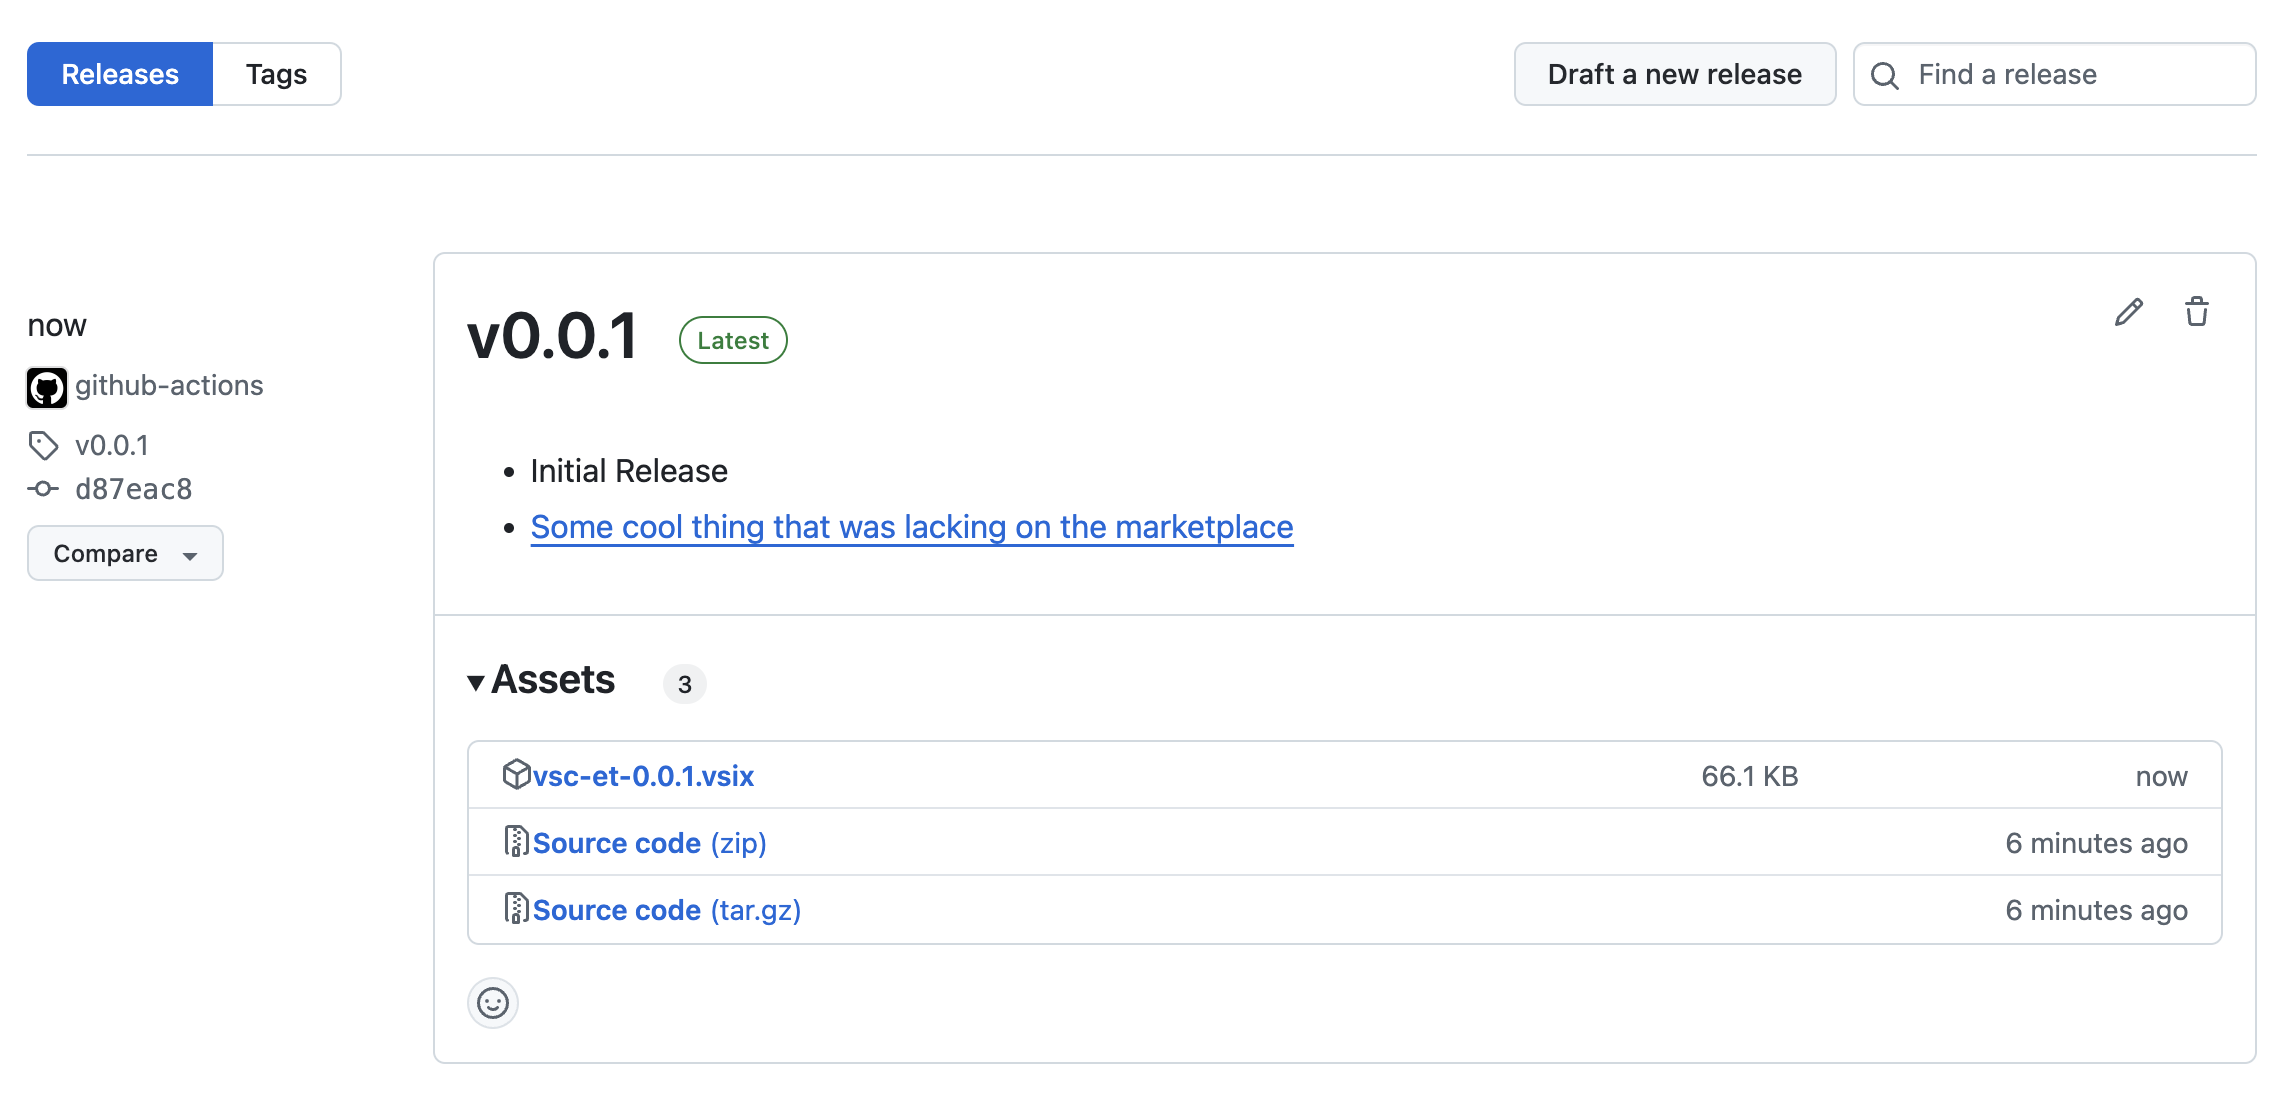 Releases Tags Draft a new release Find a release
now
github-actions
v0.0.1
d87eac8
Compare
v0.0.1 Latest
Initial Release
Some cool thing that was lacking on the marketplace
Assets 3
vsc-et-0.0.1.vsix 66.1 KB now
Source code (zip) 6 minutes ago
Source code (tar.gz) 6 minutes ago